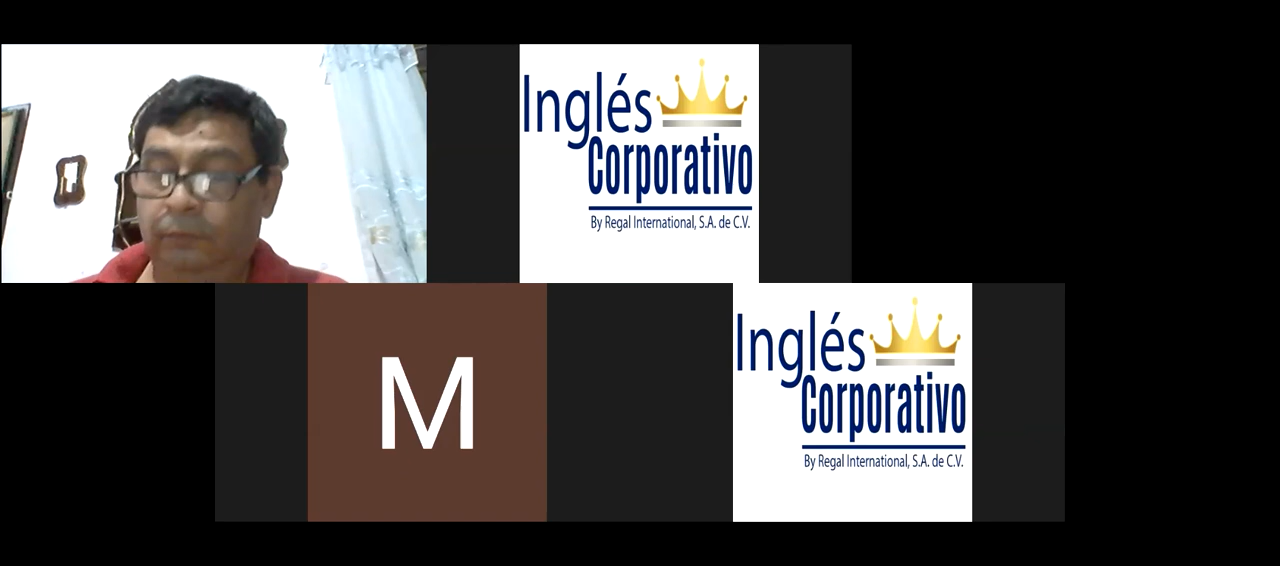 Inglés
Corporativo
By Regal International, S.A. de C.V.
M
Inglés
Corporativo
By Regal International, S.A. de C.V.